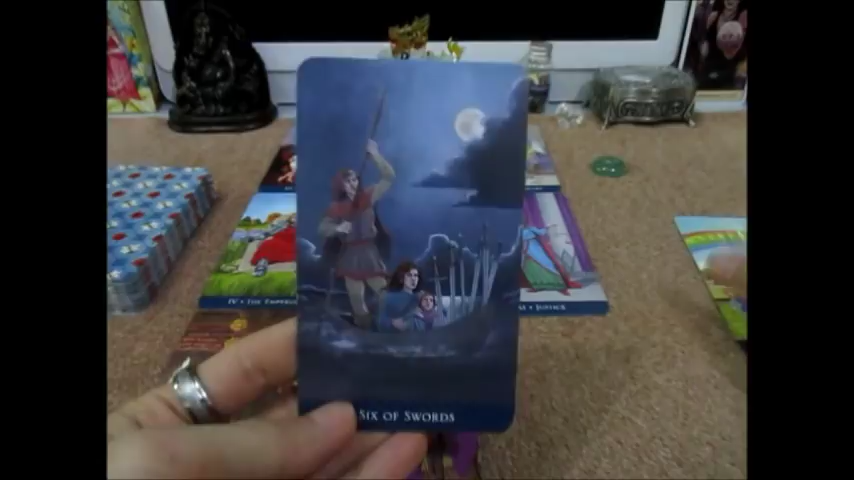 SIX OF SWORDS
IV • THE EMPEROR
JUSTICE